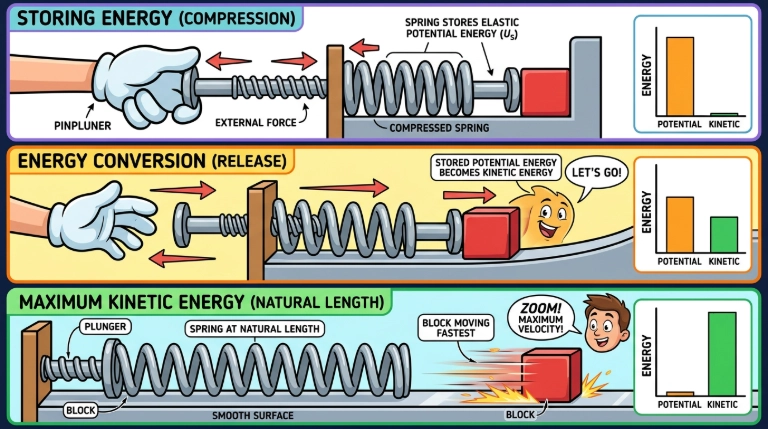 STORING ENERGY (COMPRESSION)
SPRING STORES ELASTIC
POTENTIAL ENERGY (Us)
PINPLUNER
EXTERNAL FORCE
COMPRESSED SPRING
ENERGY
POTENTIAL KINETIC
ENERGY CONVERSION (RELEASE)
STORED POTENTIAL ENERGY
BECOMES KINETIC ENERGY
LET'S GO!
ENERGY
POTENTIAL KINETIC
MAXIMUM KINETIC ENERGY (NATURAL LENGTH)
PLUNGER
SPRING AT NATURAL LENGTH
BLOCK MOVING
FASTEST
ZOOM!
MAXIMUM
VELOCITY!
BLOCK
SMOOTH SURFACE
BLOCK
ENERGY
POTENTIAL KINETIC